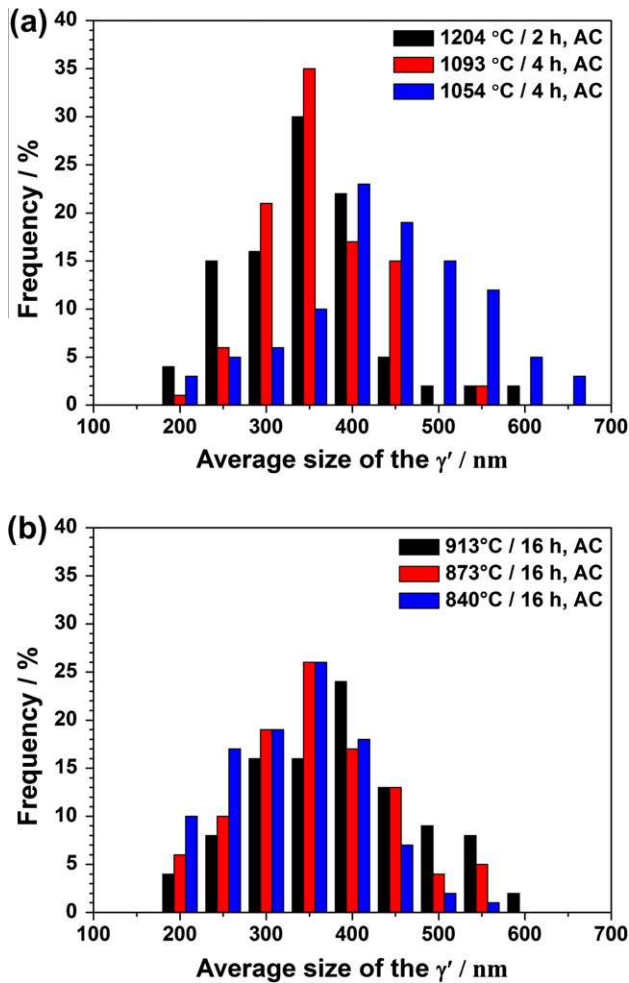 (a)
1204 °C / 2 h, AC
1093 °C / 4 h, AC
1054 °C / 4 h, AC
40
35
30
25
20
15
10
5
0
Frequency / %
100 200 300 400 500 600 700
Average size of the γ′ / nm
(b)
913°C / 16 h, AC
873°C / 16 h, AC
840°C / 16 h, AC
40
35
30
25
20
15
10
5
0
Frequency / %
100 200 300 400 500 600 700
Average size of the γ′ / nm